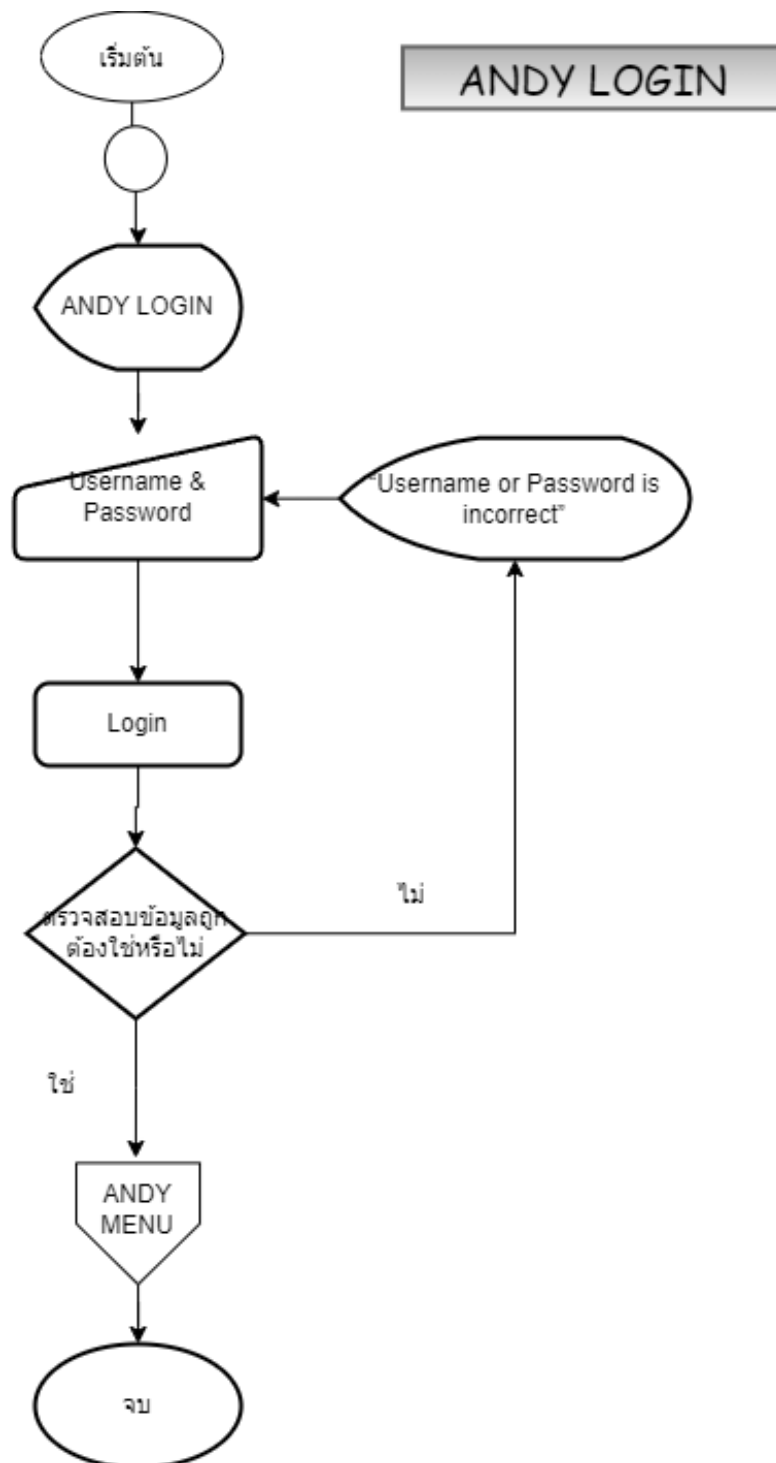 เริ่มต้น
ANDY LOGIN
ANDY LOGIN
Username &
Password
"Username or Password is
incorrect"
Login
ตรวจสอบข้อมูลถูก
ต้องใช่หรือไม่
ไม่
ใช่
ANDY
MENU
จบ